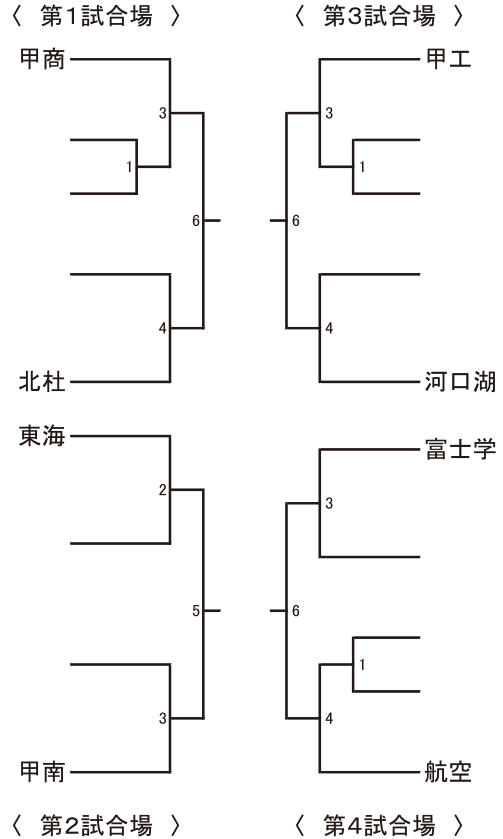 〈 第1試合場 〉
甲商
3
1
6
4
北杜
東海
2
5
3
甲南
〈 第2試合場 〉
〈 第3試合場 〉
甲工
3
1
6
4
河口湖
富士学
3
6
1
4
航空
〈 第4試合場 〉